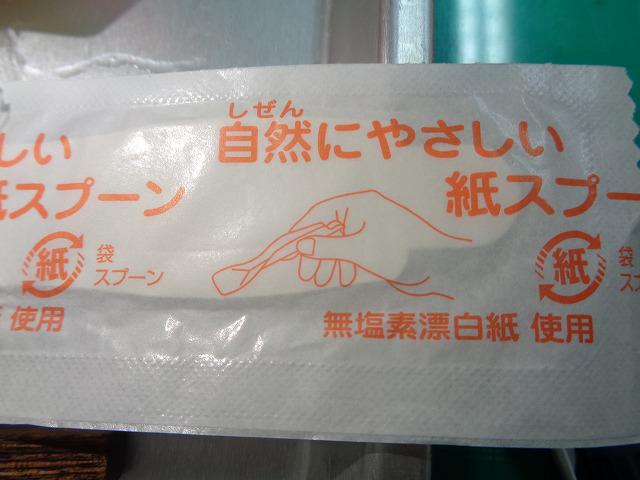 しぜん
自然にやさしい
紙スプー
しい
紙スプーン
紙
袋
スプーン
使用
無塩素漂白紙 使用
紙
袋
ス